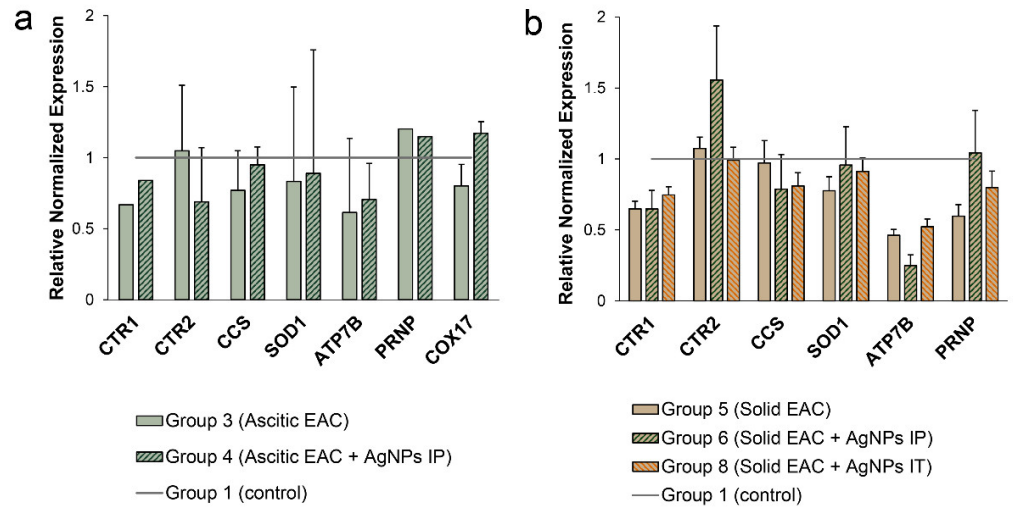 a
Relative Normalized Expression
2
1.5
1
0.5
0
CTR1
CTR2
CCS
SOD1
ATP7B
PRNP
COX17
Group 3 (Ascitic EAC)
Group 4 (Ascitic EAC + AgNPs IP)
Group 1 (control)
b
Relative Normalized Expression
2
1.5
1
0.5
0
CTR1
CTR2
CCS
SOD1
ATP7B
PRNP
Group 5 (Solid EAC)
Group 6 (Solid EAC + AgNPs IP)
Group 8 (Solid EAC + AgNPs IT)
Group 1 (control)